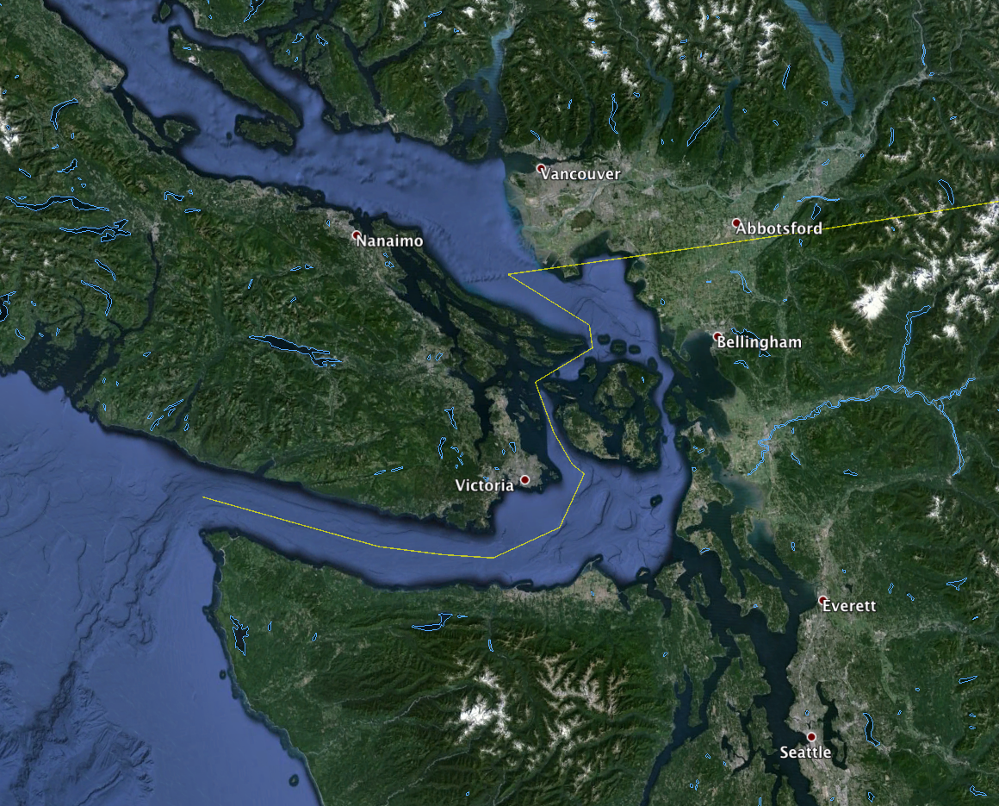 Vancouver
Abbotsford
Nanaimo
Bellingham
Victoria
Everett
Seattle